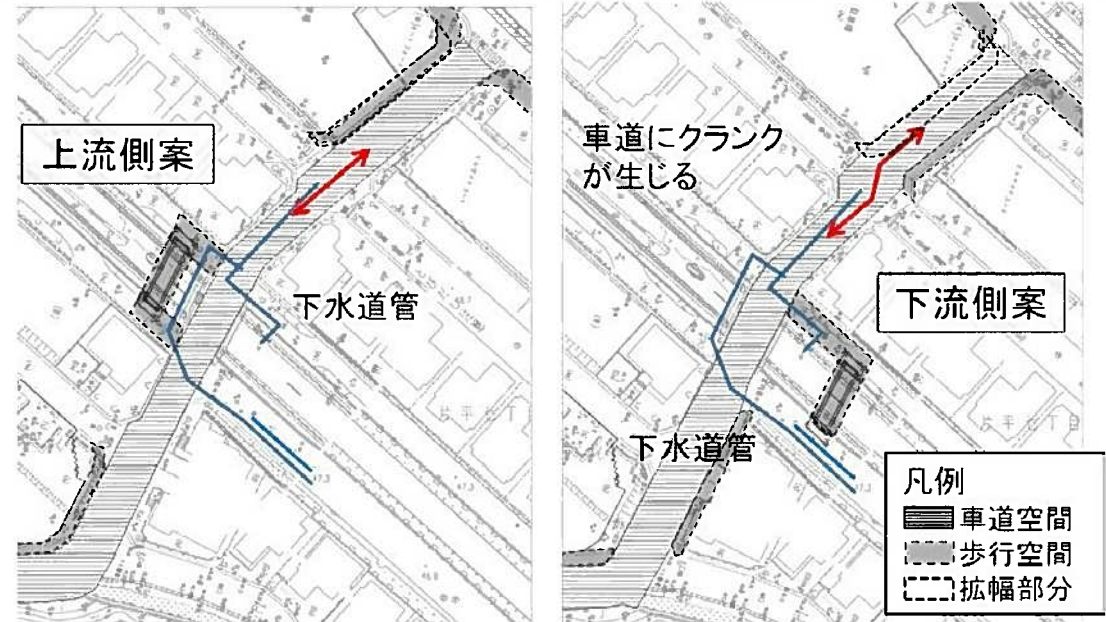 上流側案
下水道管
車道にクランク
が生じる
下流側案
下水道管
凡例
車道空間
歩行空間
拡幅部分